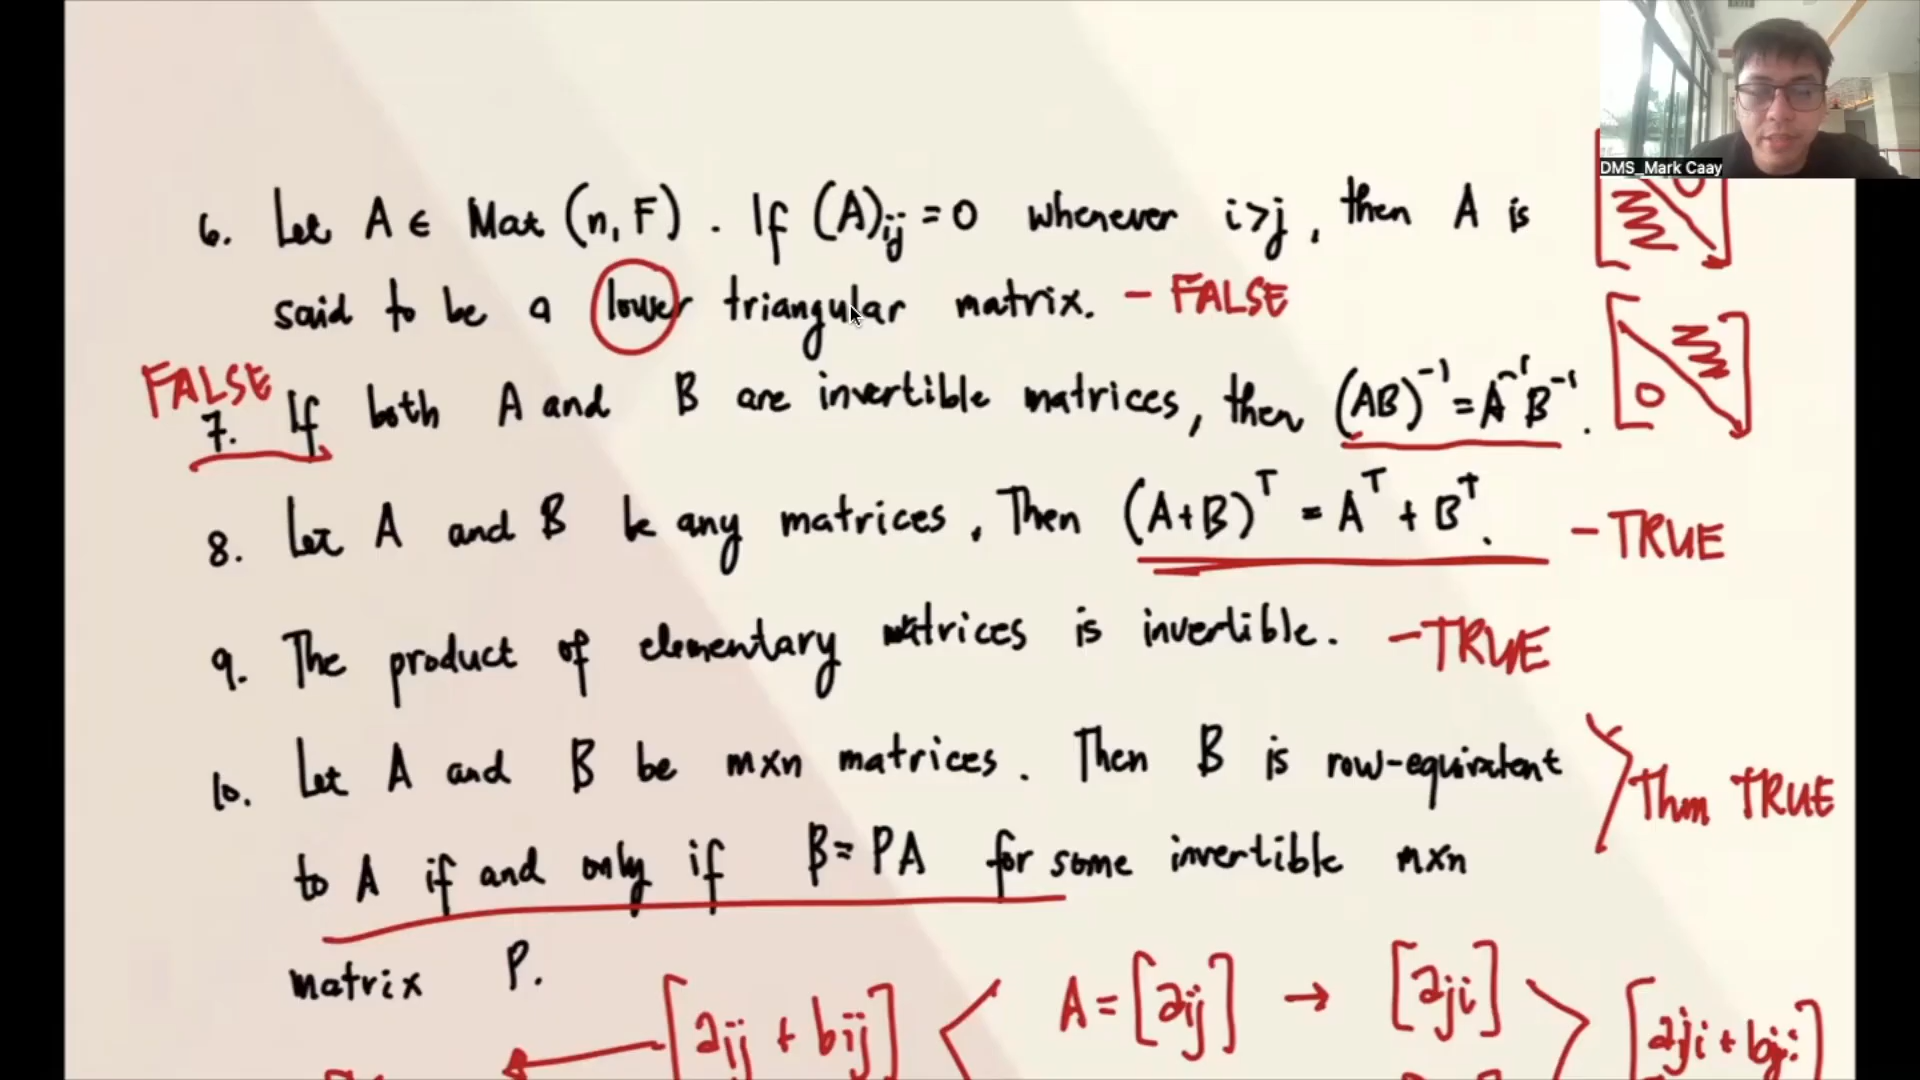 DMS_Mark Caay
6. Let A ∈ Mat (n, F). If (A)ij = 0 whenever i>j, then A is
said to be a lower triangular matrix. - FALSE
FALSE
7. If both A and B are invertible matrices, then (AB)⁻¹ = A⁻¹B⁻¹.
8. Let A and B be any matrices. Then (A+B)ᵀ = Aᵀ + Bᵀ. - TRUE
9. The product of elementary matrices is invertible. - TRUE
10. Let A and B be mxn matrices. Then B is row-equivalent
to A if and only if B = PA for some invertible mxn
matrix P.
Thm TRUE
0
0
[aij + bij] < A = [aij] → [aji] > [aji + bji]